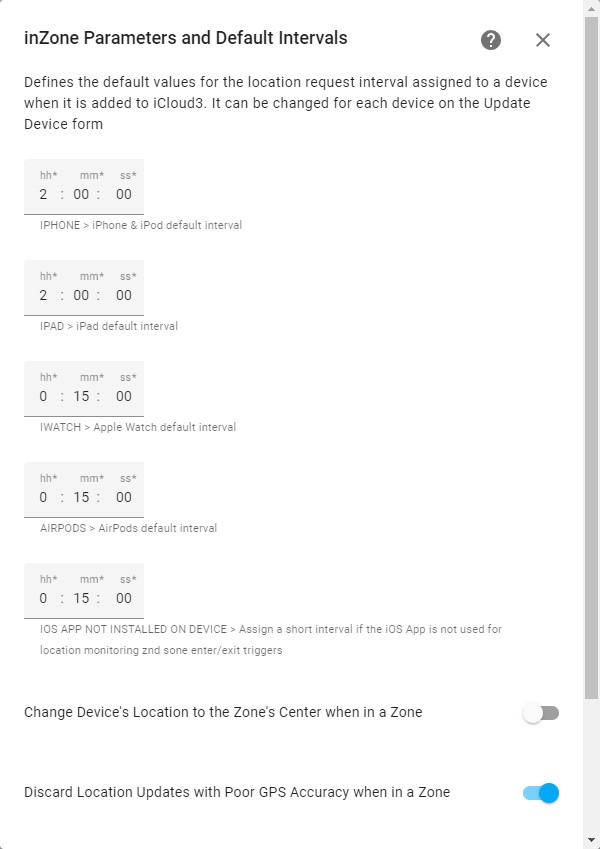 inZone Parameters and Default Intervals
Defines the default values for the location request interval assigned to a device
when it is added to iCloud3. It can be changed for each device on the Update
Device form
hh* mm* ss*
2 : 00 : 00
IPHONE > iPhone & iPod default interval
hh* mm* ss*
2 : 00 : 00
IPAD > iPad default interval
hh* mm* ss*
0 : 15 : 00
IWATCH > Apple Watch default interval
hh* mm* ss*
0 : 15 : 00
AIRPODS > AirPods default interval
hh* mm* ss*
0 : 15 : 00
IOS APP NOT INSTALLED ON DEVICE > Assign a short interval if the iOS App is not used for
location monitoring znd sone enter/exit triggers
Change Device's Location to the Zone's Center when in a Zone
Discard Location Updates with Poor GPS Accuracy when in a Zone